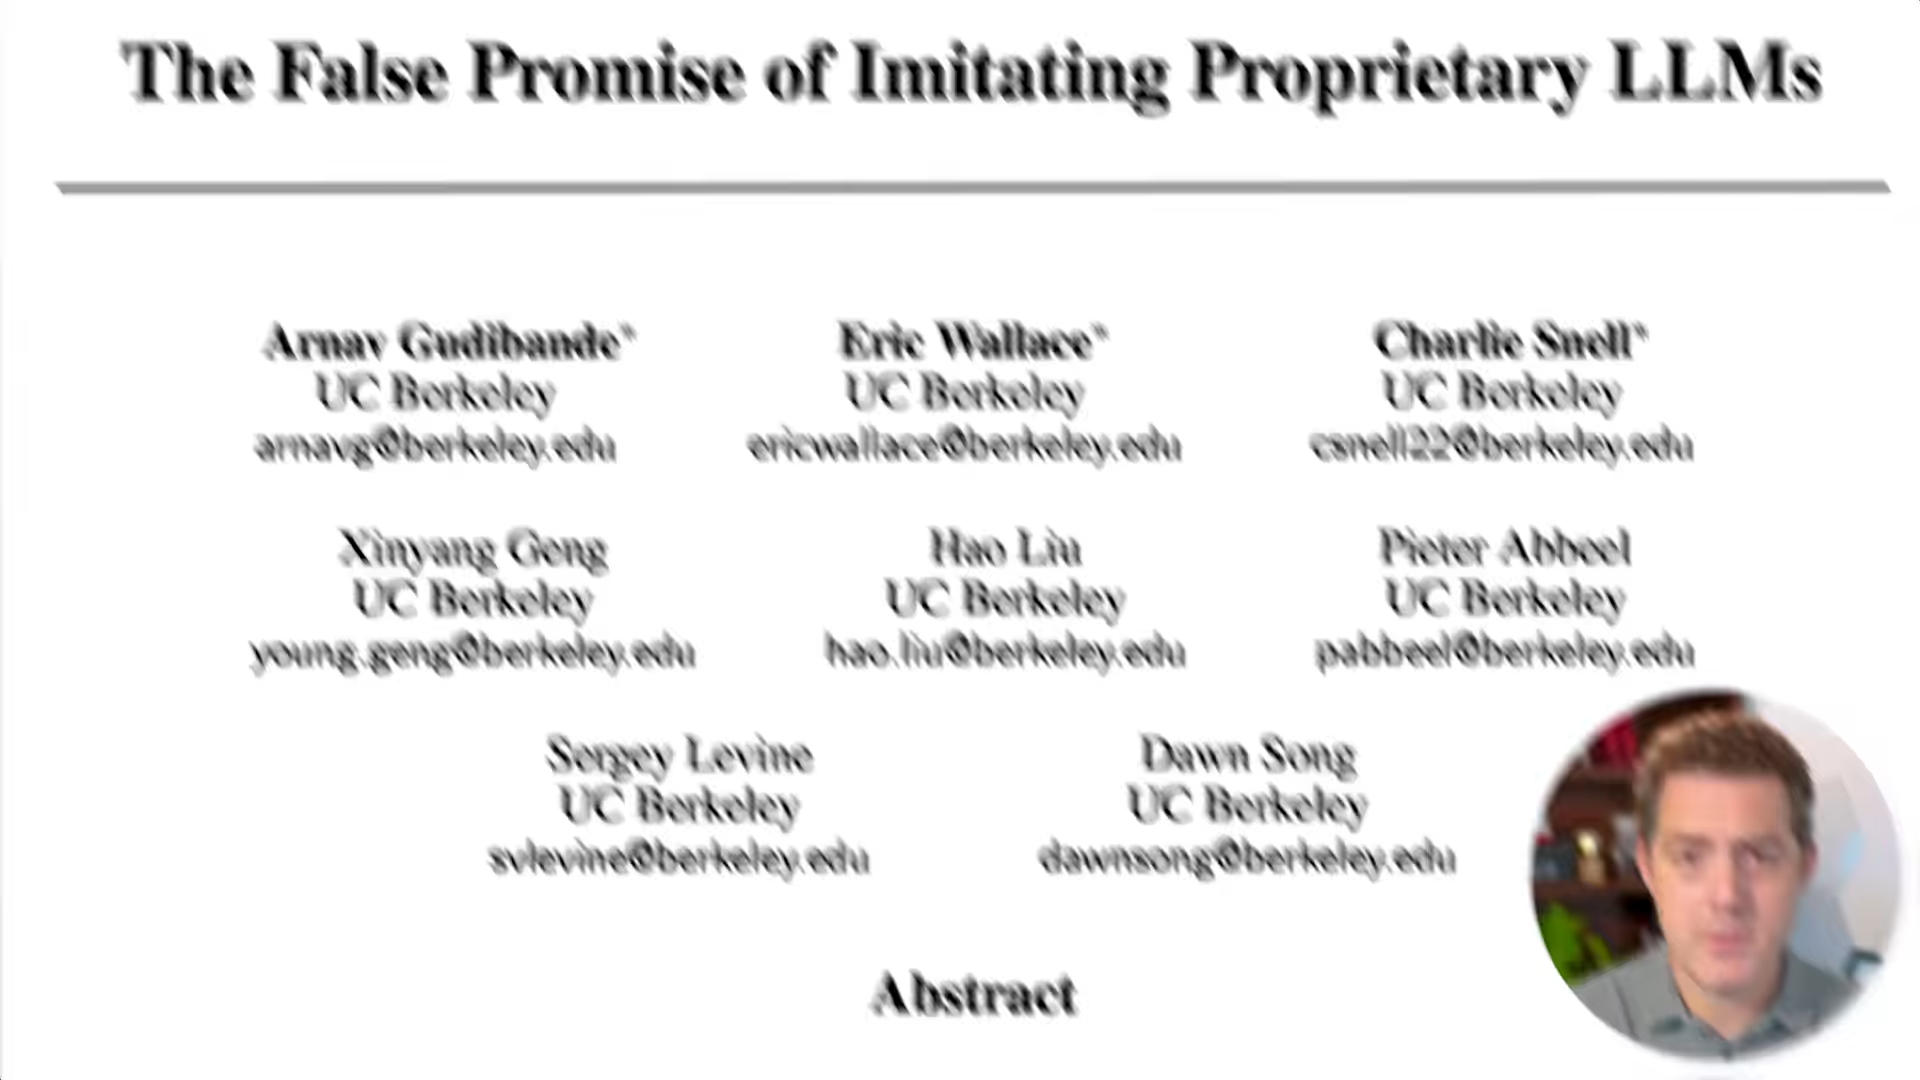 The False Promise of Imitating Proprietary LLMs
Arnav Gudibande* Eric Wallace* Charlie Snell*
UC Berkeley UC Berkeley UC Berkeley
arnavg@berkeley.edu ericwallace@berkeley.edu csnell22@berkeley.edu
Xinyang Geng Hao Liu Pieter Abbeel
UC Berkeley UC Berkeley UC Berkeley
young.geng@berkeley.edu hao.liu@berkeley.edu pabbeel@berkeley.edu
Sergey Levine Dawn Song
UC Berkeley UC Berkeley
svlevine@berkeley.edu dawnsong@berkeley.edu
Abstract